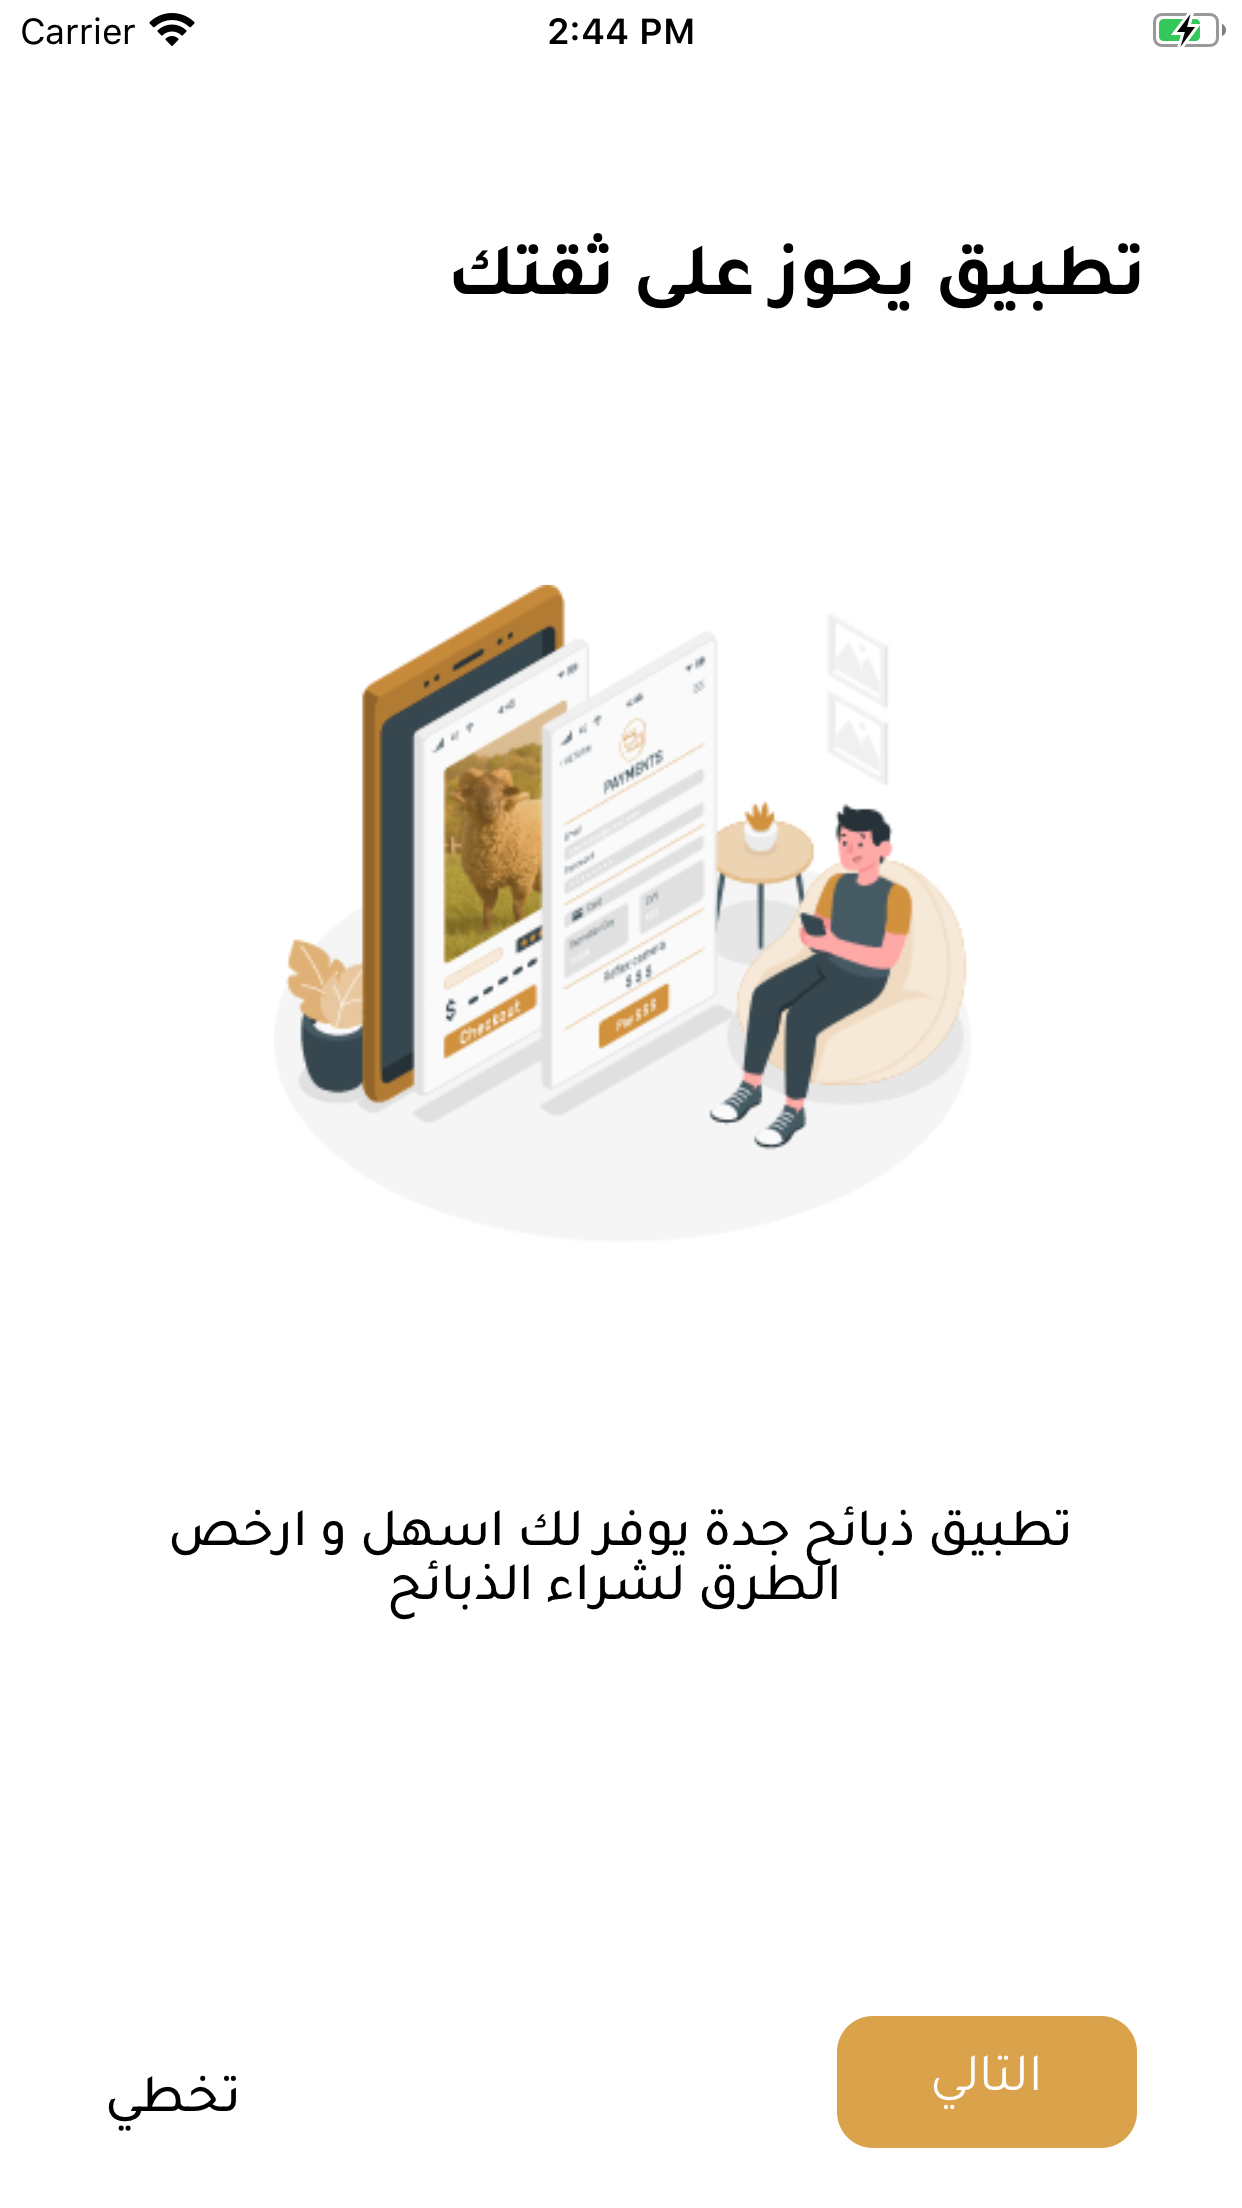 Carrier 2:44 PM
تطبيق يحوز على ثقتك
PAYMENTS
Checkout
$
$ $ $
Pay $$$
تطبيق ذبائح جدة يوفر لك اسهل و ارخص
الطرق لشراء الذبائح
التالي
تخطي